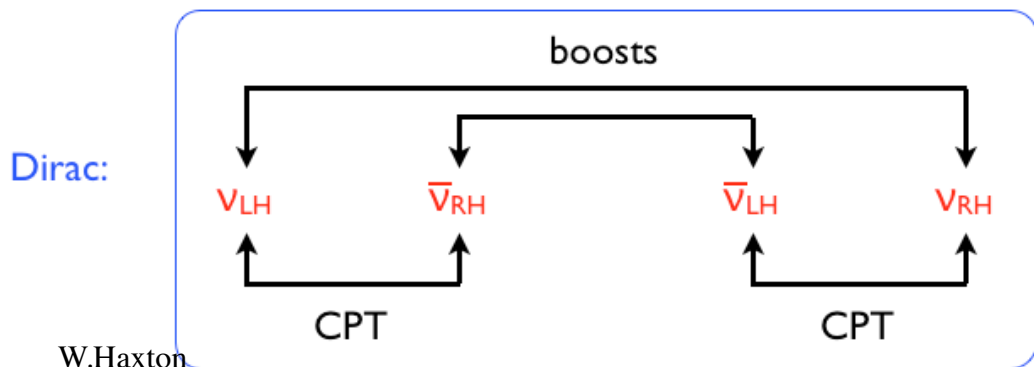 boosts
Dirac:
νLH ν̅RH ν̅LH νRH
CPT CPT
W.Haxton